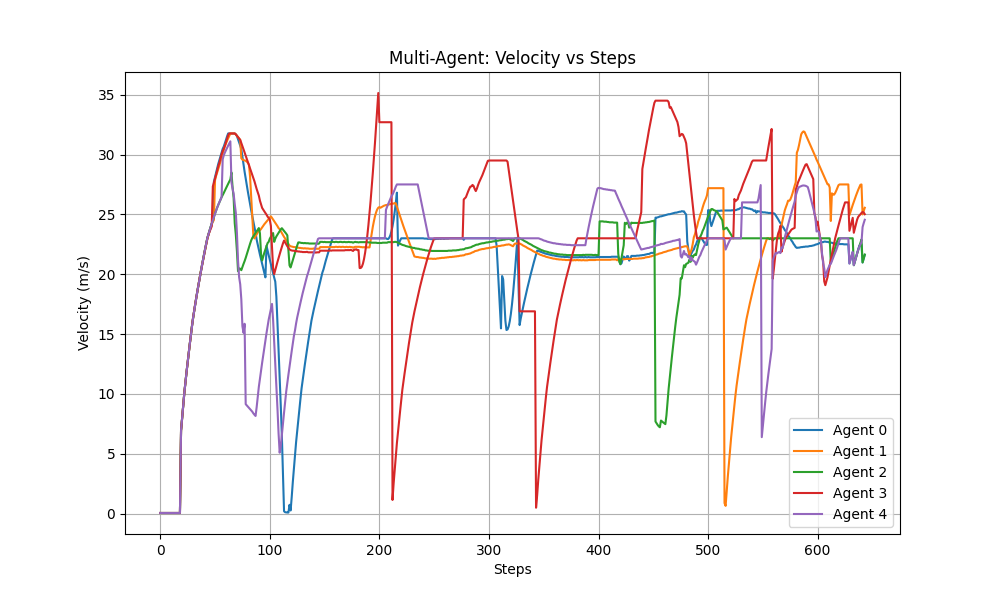 Multi-Agent: Velocity vs Steps
Velocity (m/s)
35
30
25
20
15
10
5
0
0 100 200 300 400 500 600
Steps
Agent 0
Agent 1
Agent 2
Agent 3
Agent 4